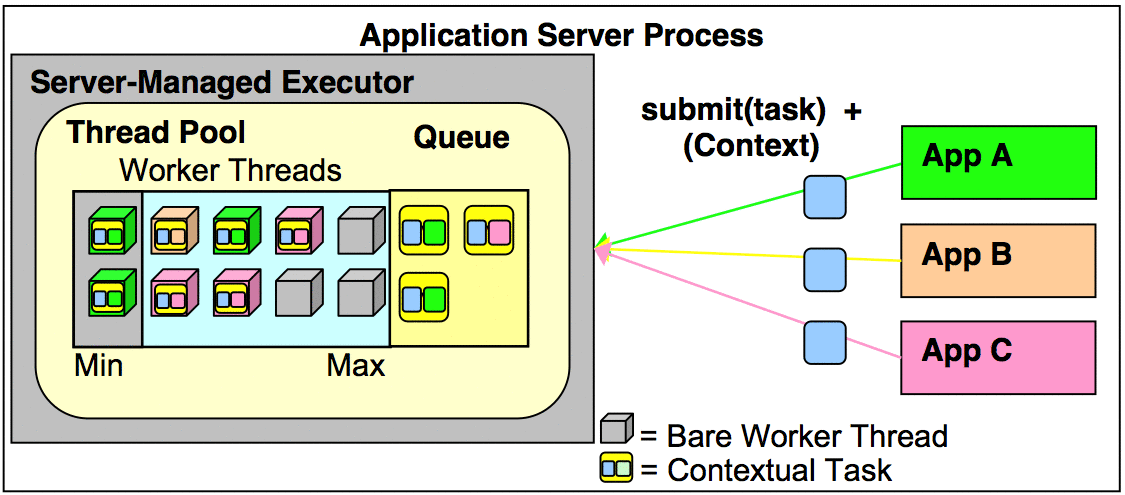 Application Server Process
Server-Managed Executor
Thread Pool
Queue
Worker Threads
Min
Max
submit(task) +
(Context)
App A
App B
App C
= Bare Worker Thread
= Contextual Task